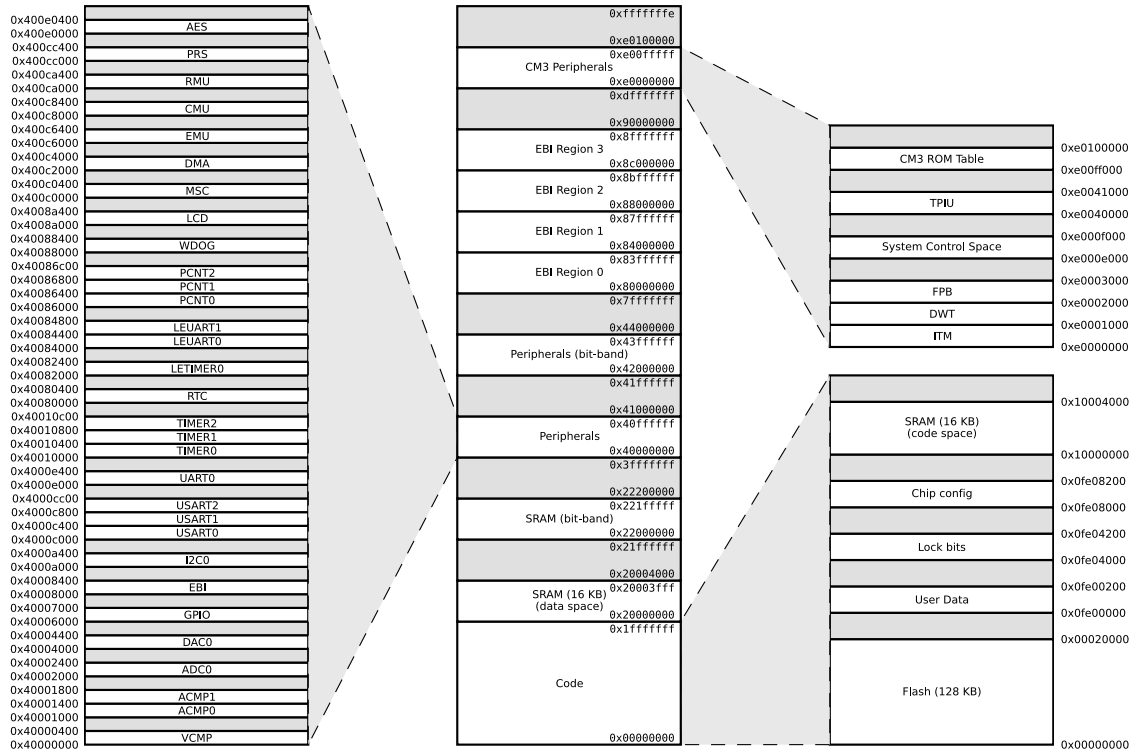 0x400e0400
AES
0x400e0000
0x400cc400
PRS
0x400cc000
0x400ca400
RMU
0x400ca000
0x400c8400
CMU
0x400c8000
0x400c6400
EMU
0x400c6000
0x400c4000
DMA
0x400c2000
0x400c0400
MSC
0x400c0000
0x4008a400
LCD
0x4008a000
0x40088400
WDOG
0x40088000
0x40086c00
PCNT2
0x40086800
PCNT1
0x40086400
PCNT0
0x40086000
0x40084800
LEUART1
0x40084400
LEUART0
0x40084000
0x40082400
LETIMER0
0x40082000
0x40080400
RTC
0x40080000
0x40010c00
TIMER2
0x40010800
TIMER1
0x40010400
TIMER0
0x40010000
0x4000e400
UART0
0x4000e000
0x4000cc00
USART2
0x4000c800
USART1
0x4000c400
USART0
0x4000c000
0x4000a400
I2C0
0x4000a000
0x40008400
EBI
0x40008000
0x40007000
GPIO
0x40006000
0x40004400
DAC0
0x40004000
0x40002400
ADC0
0x40002000
0x40001800
ACMP1
0x40001400
ACMP0
0x40001000
0x40000400
VCMP
0x40000000
0xfffffffe
0xe0100000
0xe00fffff
CM3 Peripherals
0xe0000000
0xdfffffff
0x90000000
0x8fffffff
EBI Region 3
0x8c000000
0x8bffffff
EBI Region 2
0x88000000
0x87ffffff
EBI Region 1
0x84000000
0x83ffffff
EBI Region 0
0x80000000
0x7fffffff
0x44000000
0x43ffffff
Peripherals (bit-band)
0x42000000
0x41ffffff
0x41000000
0x40ffffff
Peripherals
0x40000000
0x3fffffff
0x22200000
0x221fffff
SRAM (bit-band)
0x22000000
0x21ffffff
0x20004000
0x20003fff
SRAM (16 KB)
(data space)
0x20000000
0x1fffffff
Code
0x00000000
0xe0100000
CM3 ROM Table
0xe00ff000
0xe0041000
TPIU
0xe0040000
0xe000f000
System Control Space
0xe000e000
0xe0003000
FPB
0xe0002000
DWT
0xe0001000
ITM
0xe0000000
0x10004000
SRAM (16 KB)
(code space)
0x10000000
0x0fe08200
Chip config
0x0fe08000
0x0fe04200
Lock bits
0x0fe04000
0x0fe00200
User Data
0x0fe00000
0x00020000
Flash (128 KB)
0x00000000